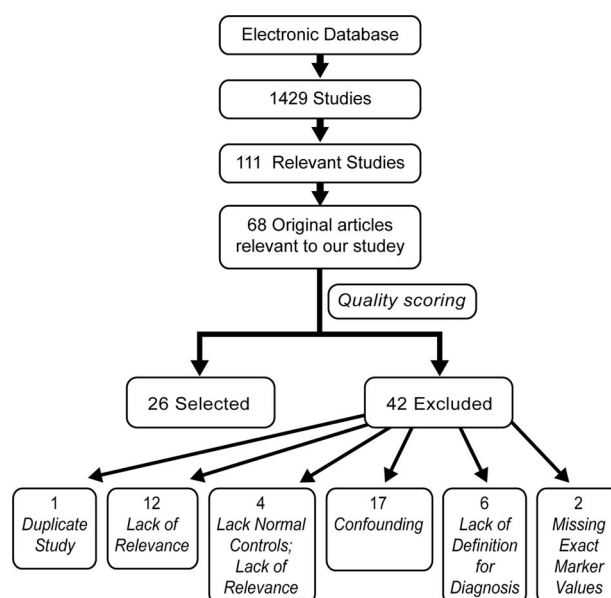 Electronic Database
1429 Studies
111 Relevant Studies
68 Original articles
relevant to our studey
Quality scoring
26 Selected
42 Excluded
1
Duplicate
Study
12
Lack of
Relevance
4
Lack Normal
Controls;
Lack of
Relevance
17
Confounding
6
Lack of
Definition
for
Diagnosis
2
Missing
Exact
Marker
Values